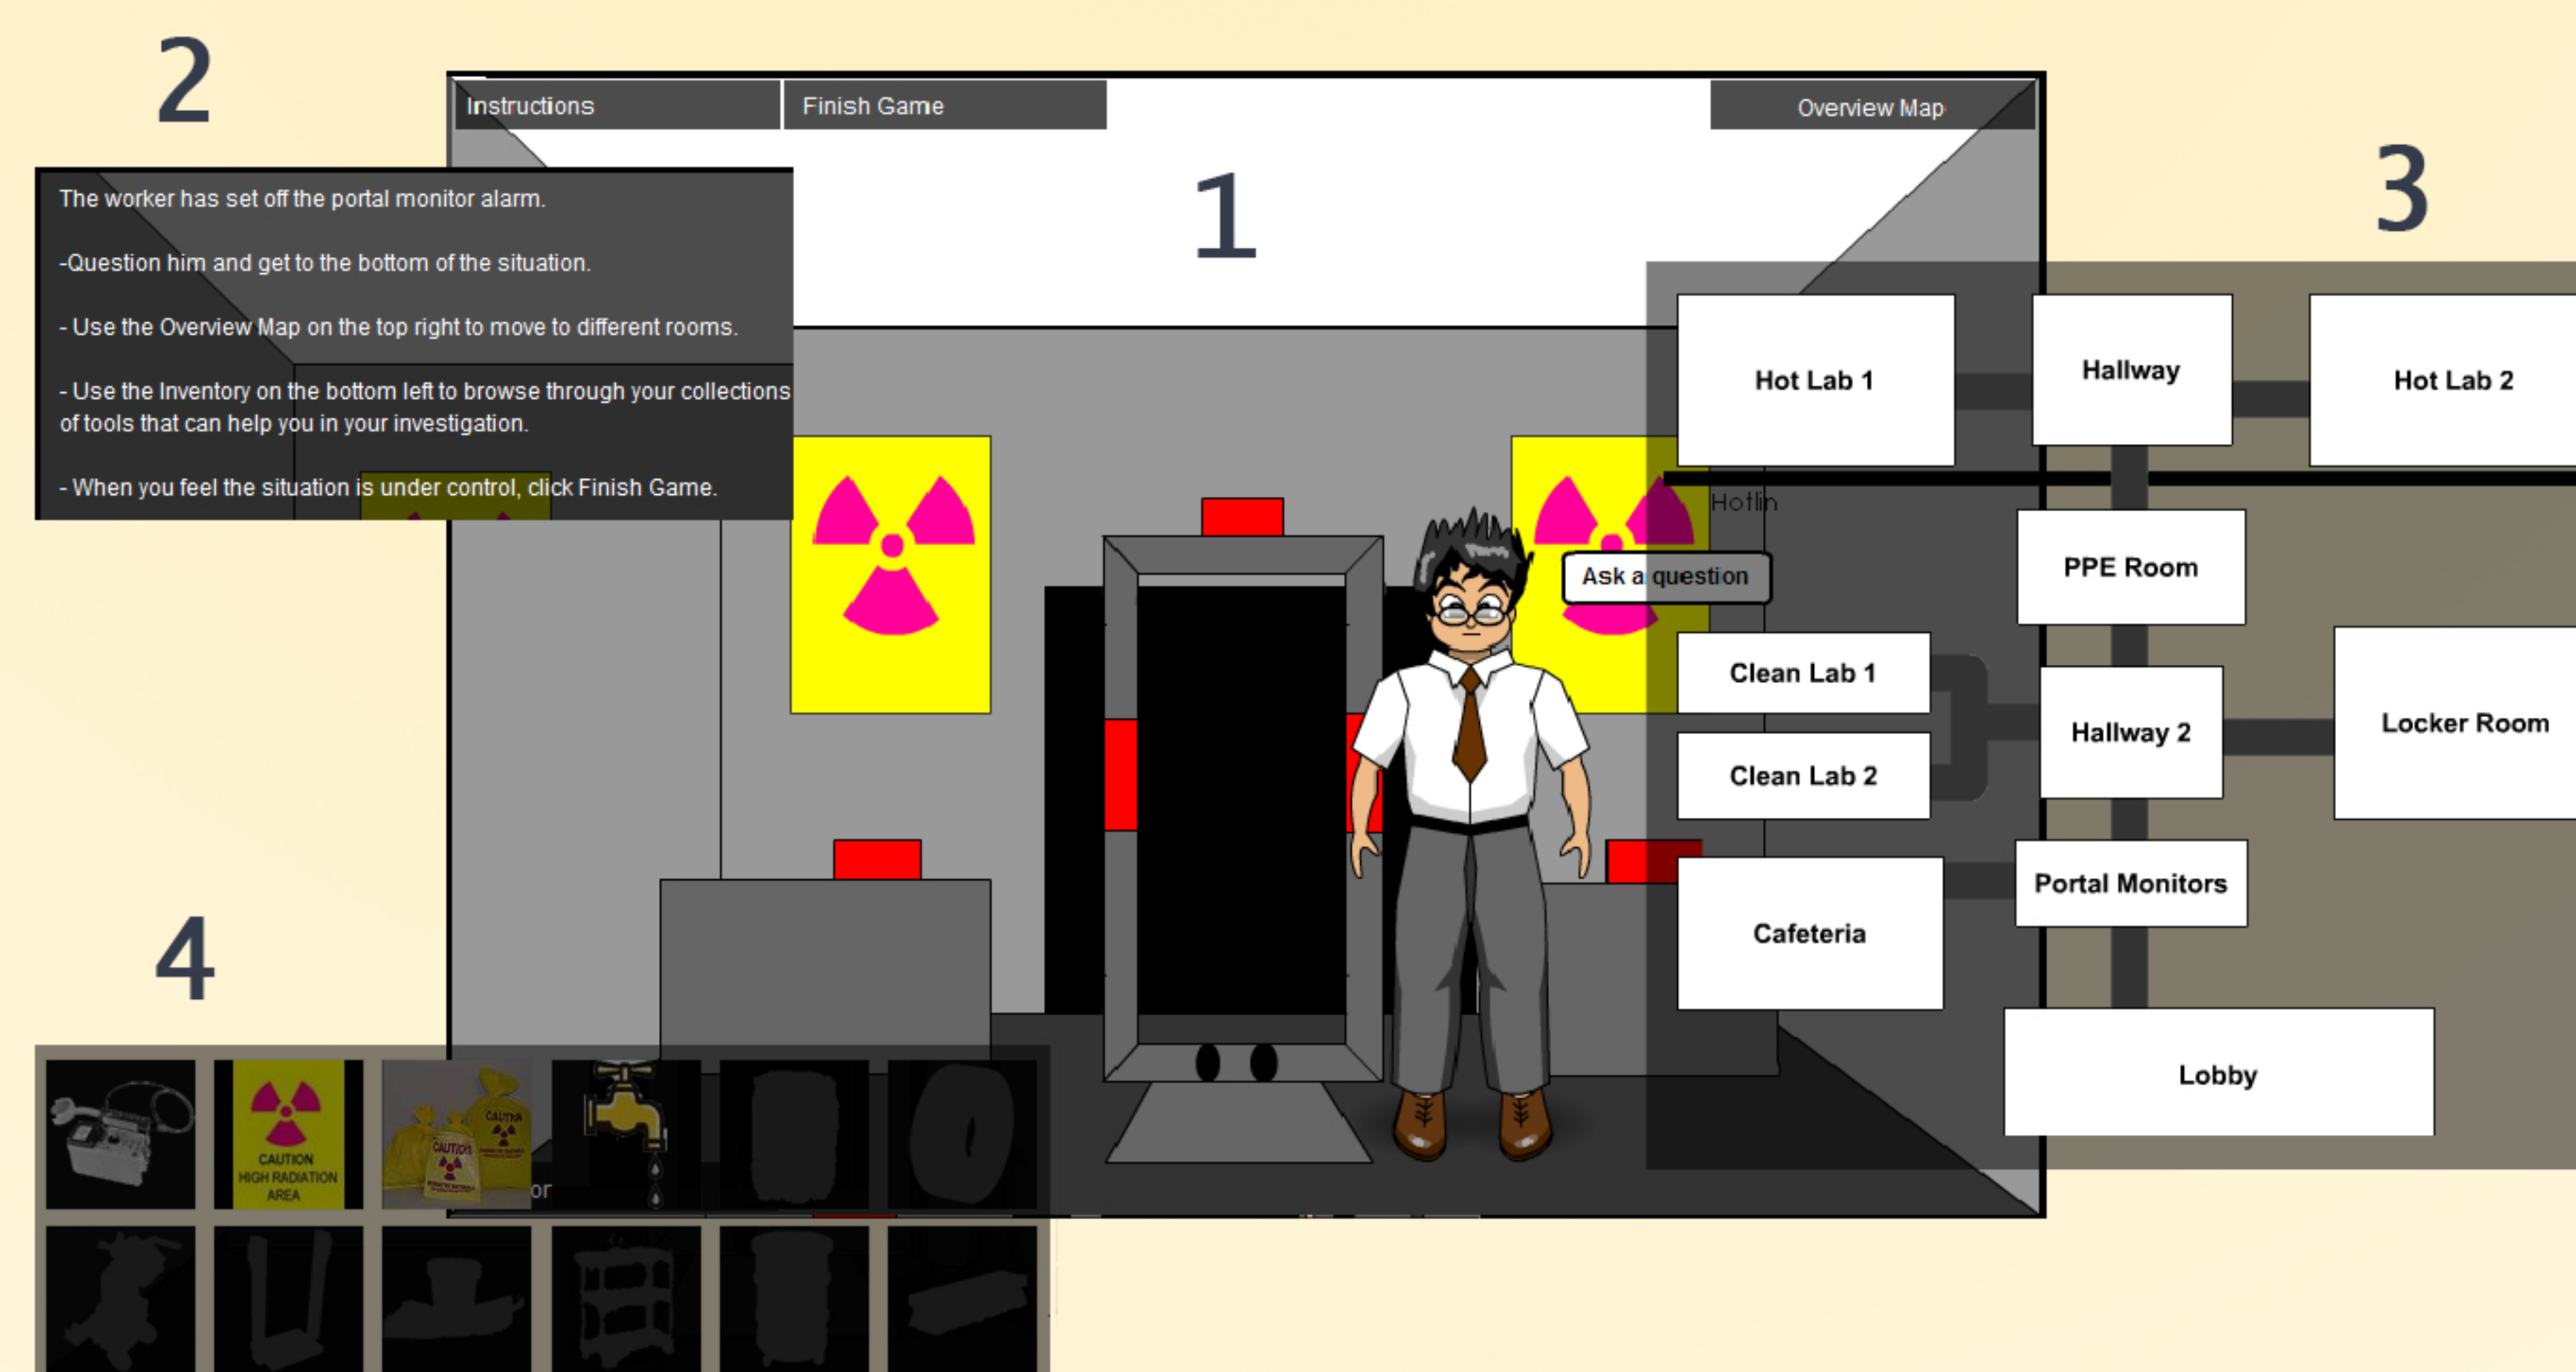 2
Instructions
Finish Game
Overview Map
1
3
The worker has set off the portal monitor alarm.
-Question him and get to the bottom of the situation.
- Use the Overview Map on the top right to move to different rooms.
- Use the Inventory on the bottom left to browse through your collections
of tools that can help you in your investigation.
- When you feel the situation is under control, click Finish Game.
Hot Lab 1
Hallway
Hot Lab 2
Hotlin
Ask a question
PPE Room
Clean Lab 1
Hallway 2
Locker Room
Clean Lab 2
Portal Monitors
Cafeteria
Lobby
4
CAUTION
HIGH RADIATION
AREA
CAUTION
CAUTION
or